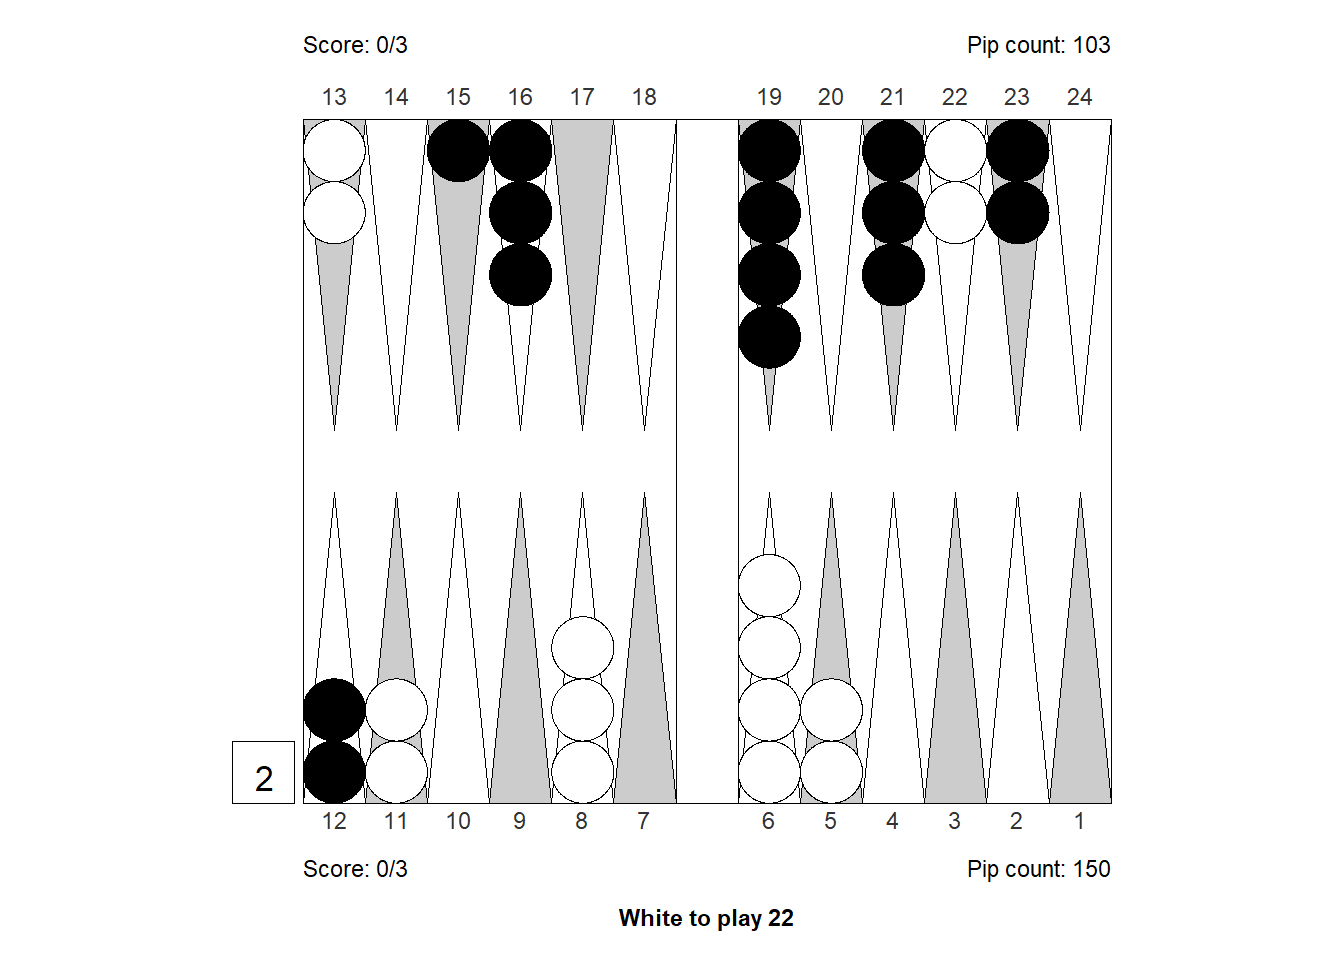 Score: 0/3 Pip count: 103
13 14 15 16 17 18 19 20 21 22 23 24
2
12 11 10 9 8 7 6 5 4 3 2 1
Score: 0/3 Pip count: 150
White to play 22